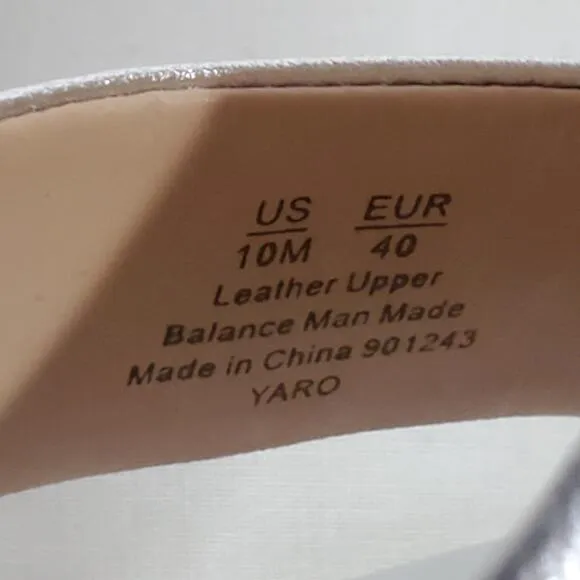 US EUR
10M 40
Leather Upper
Balance Man Made
Made in China 901243
YARO